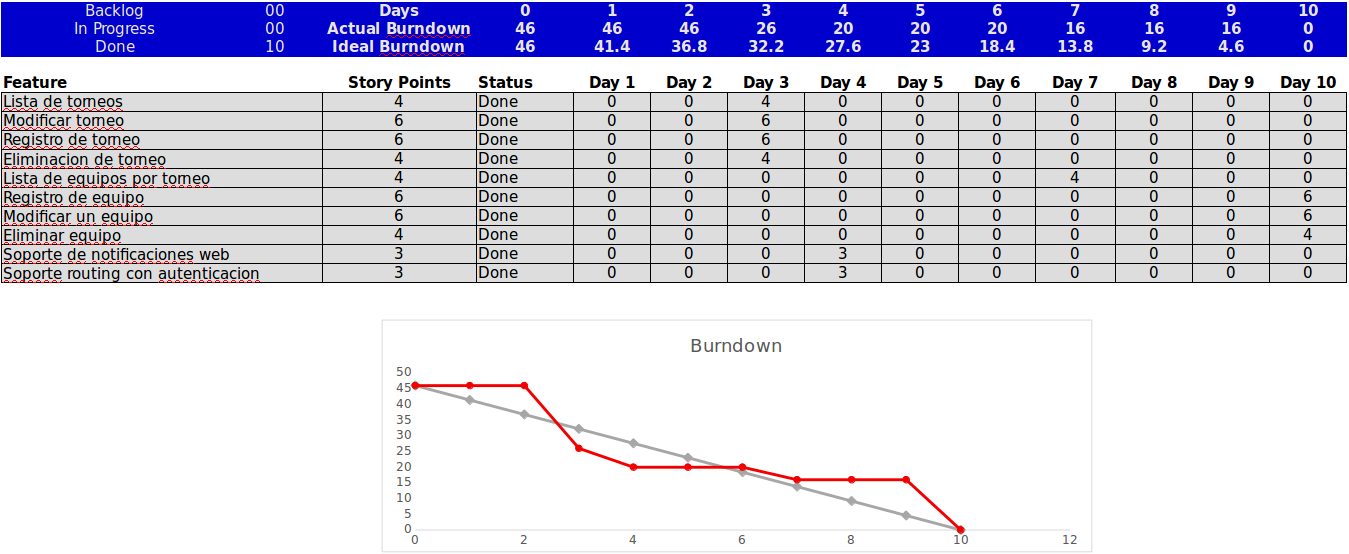 Backlog 00 Days 0 1 2 3 4 5 6 7 8 9 10
In Progress 00 Actual Burndown 46 46 46 26 20 20 20 16 16 16 0
Done 10 Ideal Burndown 46 41.4 36.8 32.2 27.6 23 18.4 13.8 9.2 4.6 0
Feature Story Points Status Day 1 Day 2 Day 3 Day 4 Day 5 Day 6 Day 7 Day 8 Day 9 Day 10
Lista de torneos 4 Done 0 0 4 0 0 0 0 0 0 0
Modificar torneo 6 Done 0 0 6 0 0 0 0 0 0 0
Registro de torneo 6 Done 0 0 6 0 0 0 0 0 0 0
Eliminacion de torneo 4 Done 0 0 4 0 0 0 0 0 0 0
Lista de equipos por torneo 4 Done 0 0 0 0 0 0 4 0 0 0
Registro de equipo 6 Done 0 0 0 0 0 0 0 0 0 6
Modificar un equipo 6 Done 0 0 0 0 0 0 0 0 0 6
Eliminar equipo 4 Done 0 0 0 0 0 0 0 0 0 4
Soporte de notificaciones web 3 Done 0 0 0 3 0 0 0 0 0 0
Soporte routing con autenticacion 3 Done 0 0 0 3 0 0 0 0 0 0
Burndown
50
45
40
35
30
25
20
15
10
5
0
0 2 4 6 8 10 12